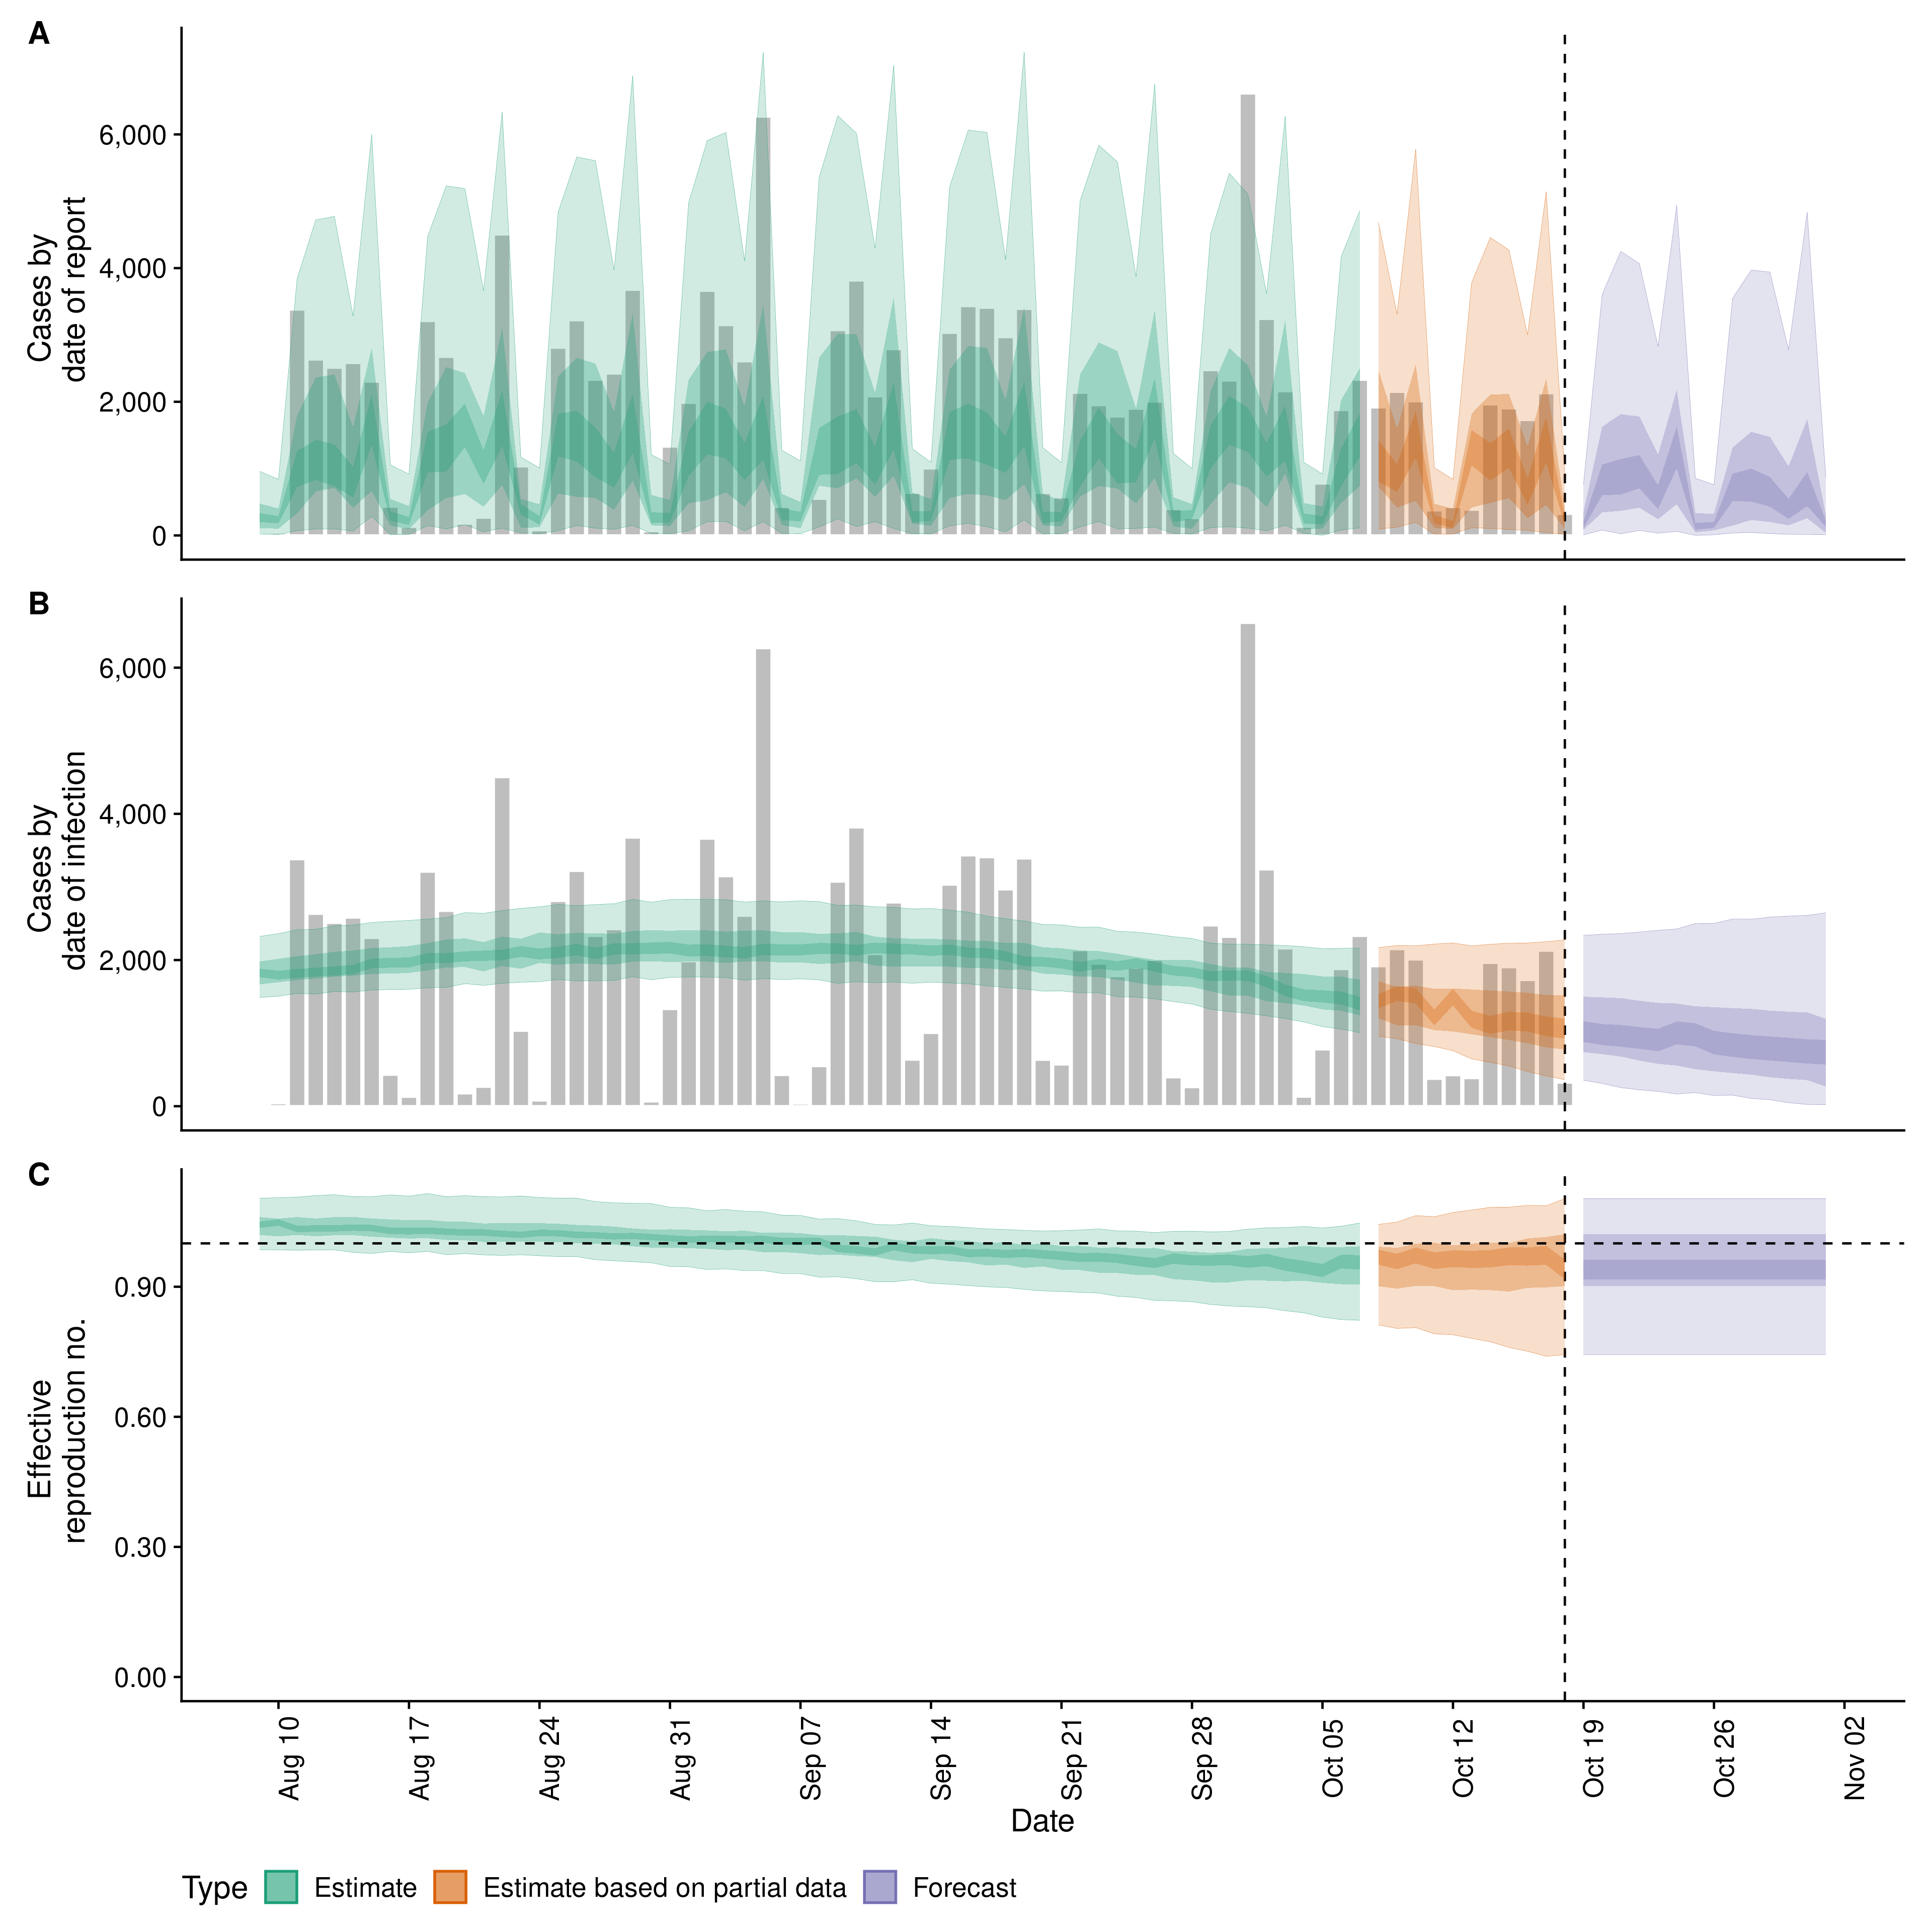 A
Cases by
date of report
6,000
4,000
2,000
0
B
Cases by
date of infection
6,000
4,000
2,000
0
C
Effective
reproduction no.
0.90
0.60
0.30
0.00
Aug 10
Aug 17
Aug 24
Aug 31
Sep 07
Sep 14
Sep 21
Sep 28
Oct 05
Oct 12
Oct 19
Oct 26
Nov 02
Date
Type Estimate Estimate based on partial data Forecast